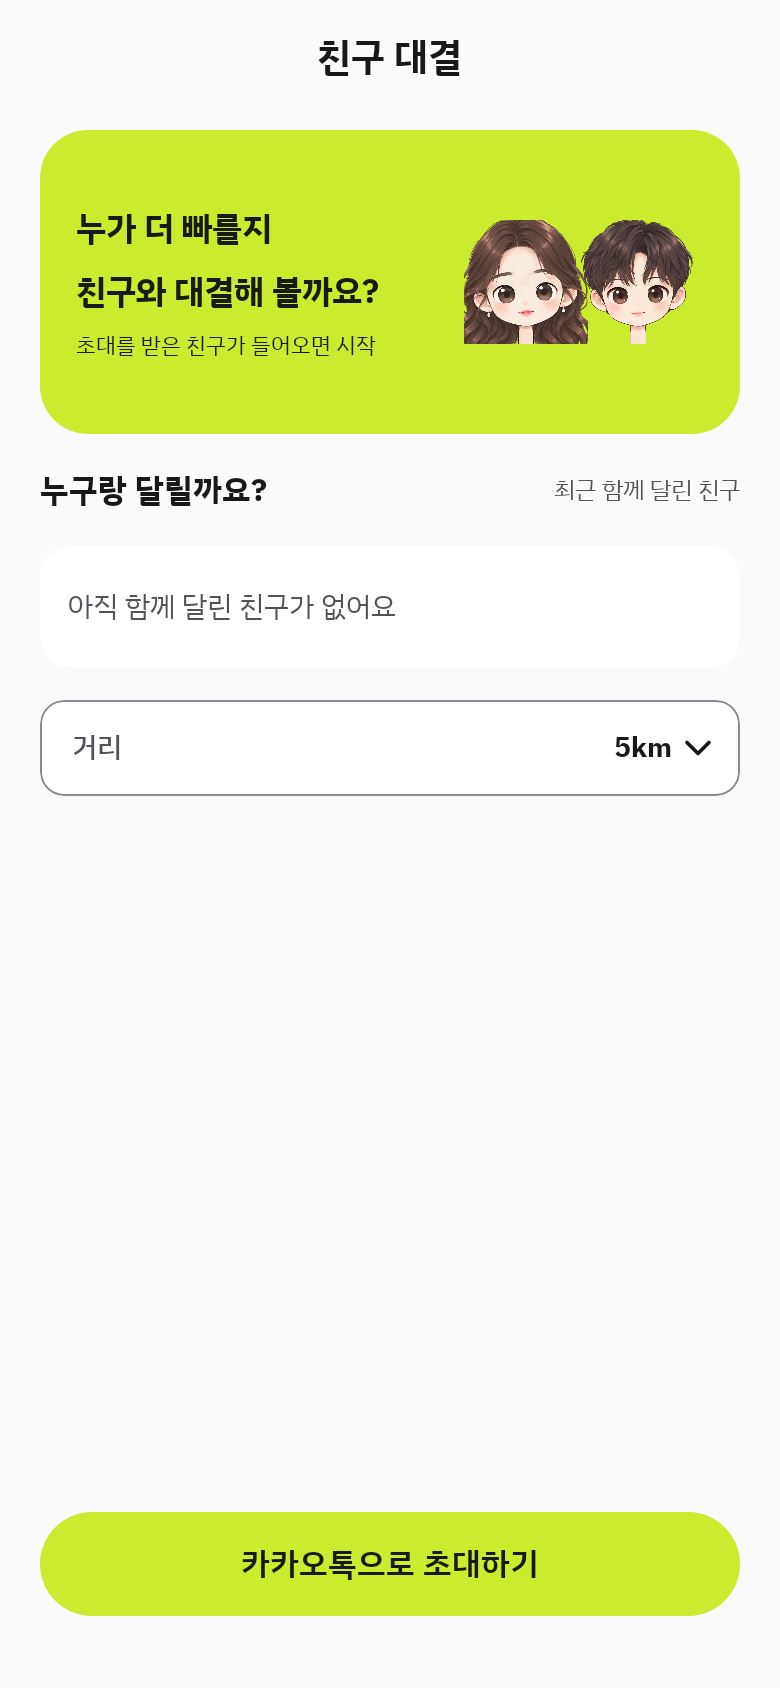 친구 대결
누가 더 빠를지
친구와 대결해 볼까요?
초대를 받은 친구가 들어오면 시작
누구랑 달릴까요?
최근 함께 달린 친구
아직 함께 달린 친구가 없어요
거리
5km
카카오톡으로 초대하기